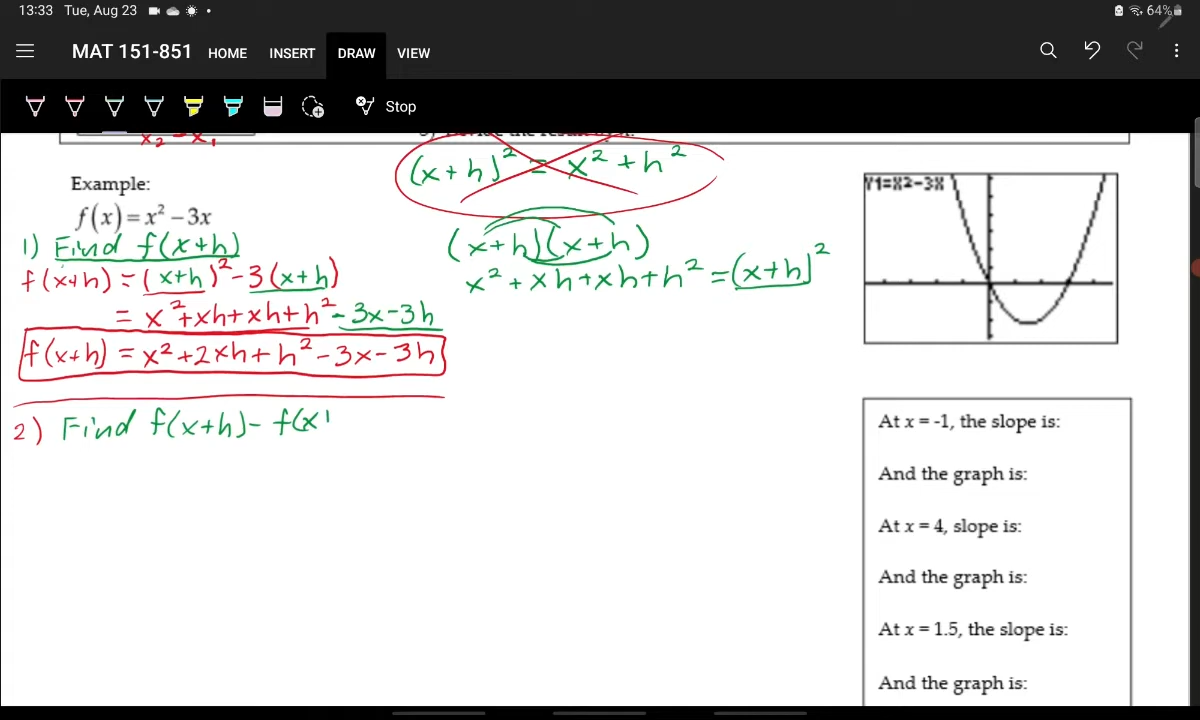 13:33 Tue, Aug 23 64%
MAT 151-851 HOME INSERT DRAW VIEW
Stop
x₂ - x₁
(x+h)² = x² + h²
Example:
f(x) = x² - 3x
Y1=X2-3X
1) Find f(x+h)
(x+h)(x+h)
f(x+h) = (x+h)² - 3(x+h)
x² + xh + xh + h² = (x+h)²
= x² + xh + xh + h² - 3x - 3h
f(x+h) = x² + 2xh + h² - 3x - 3h
2) Find f(x+h) - f(x
At x = -1, the slope is:
And the graph is:
At x = 4, slope is:
And the graph is:
At x = 1.5, the slope is:
And the graph is: